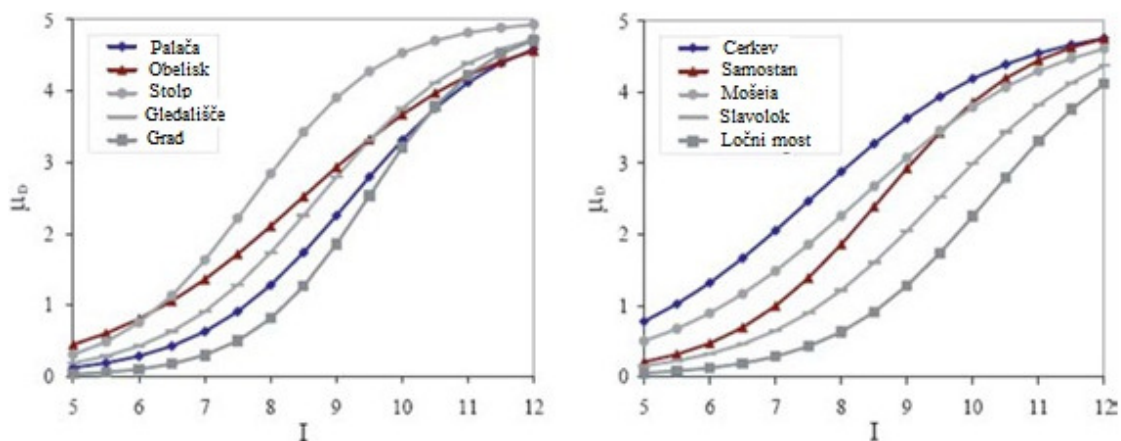 5
4
3
2
1
0
μD
Palača
Obelisk
Stolp
Gledališče
Grad
5 6 7 8 9 10 11 12
I
5
4
3
2
1
0
μD
Cerkev
Samostan
Mošeja
Slavolok
Ločni most
5 6 7 8 9 10 11 12
I